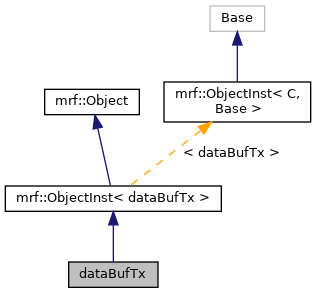 Base
mrf::ObjectInst< C,
Base >
mrf::Object
< dataBufTx >
mrf::ObjectInst< dataBufTx >
dataBufTx